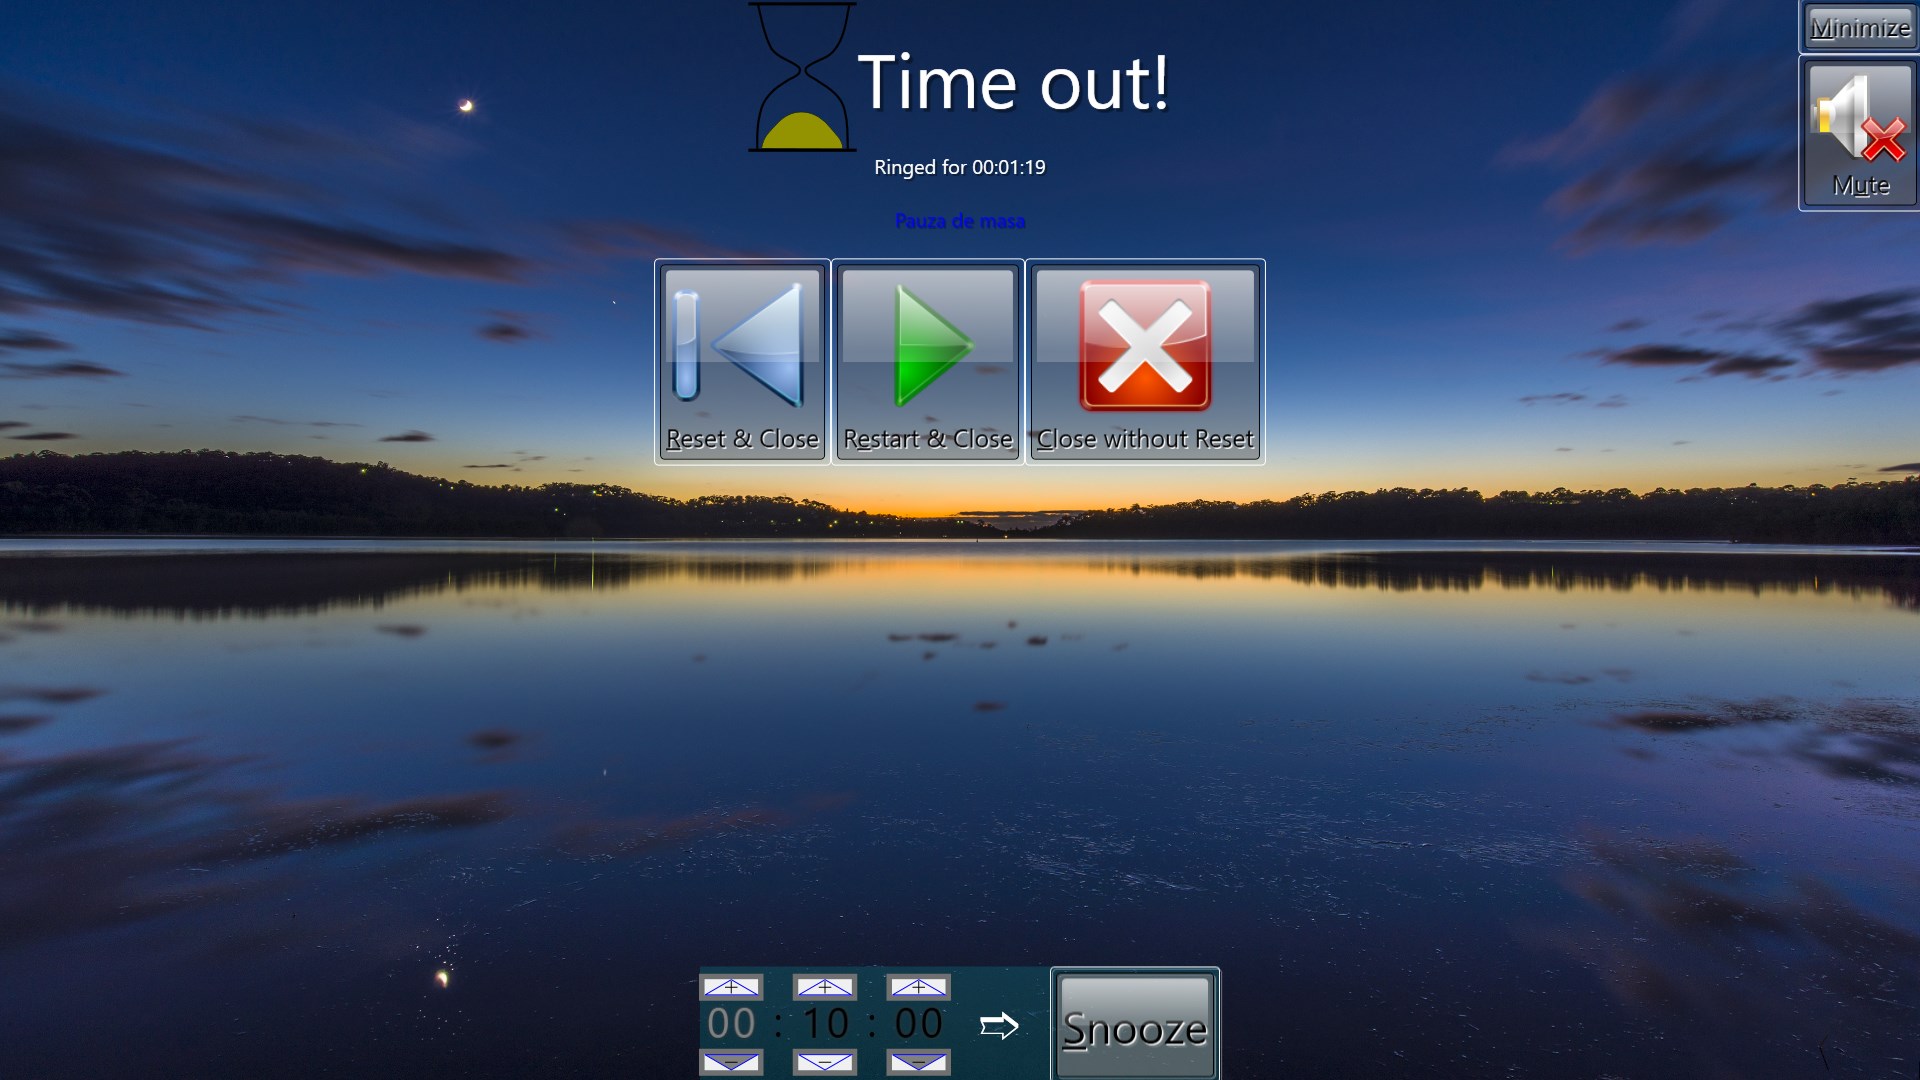 Minimize
Time out!
Mute
Ringed for 00:01:19
Pauza de masa
Reset & Close
Restart & Close
Close without Reset
00 : 10 : 00
Snooze